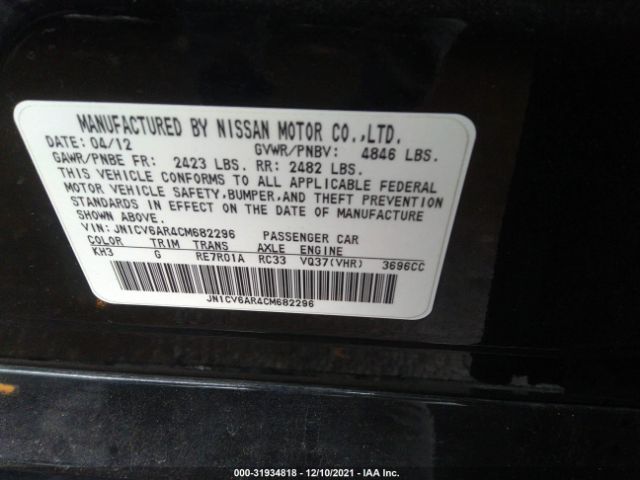 MANUFACTURED BY NISSAN MOTOR CO.,LTD.
DATE: 04/12 GVWR/PNBV: 4846 LBS.
GAWR/PNBE FR: 2423 LBS. RR: 2482 LBS.
THIS VEHICLE CONFORMS TO ALL APPLICABLE FEDERAL
MOTOR VEHICLE SAFETY,BUMPER,AND THEFT PREVENTION
STANDARDS IN EFFECT ON THE DATE OF MANUFACTURE
SHOWN ABOVE.
VIN: JN1CV6AR4CM682296 PASSENGER CAR
COLOR TRIM TRANS AXLE ENGINE
KH3 G RE7R01A RC33 VQ37(VHR) 3696CC
JN1CV6AR4CM682296
000-31934818 - 12/10/2021 - IAA Inc.